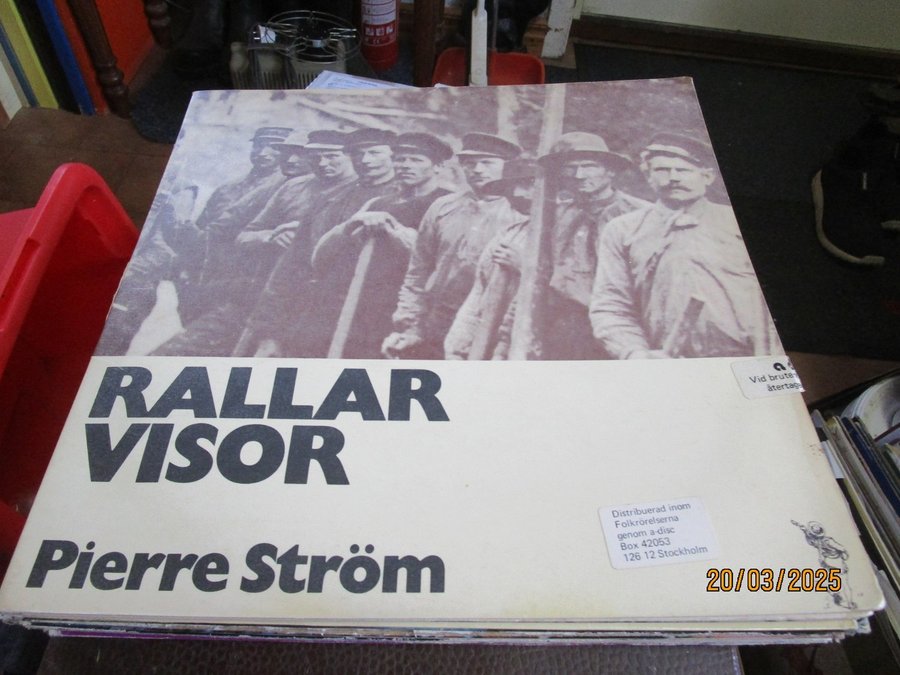 RALLAR
VISOR
Pierre Ström
Vid
återtag
Distribuerad inom
Folkrörelserna
genom a-disc
Box 42053
126 12 Stockholm
20/03/2025